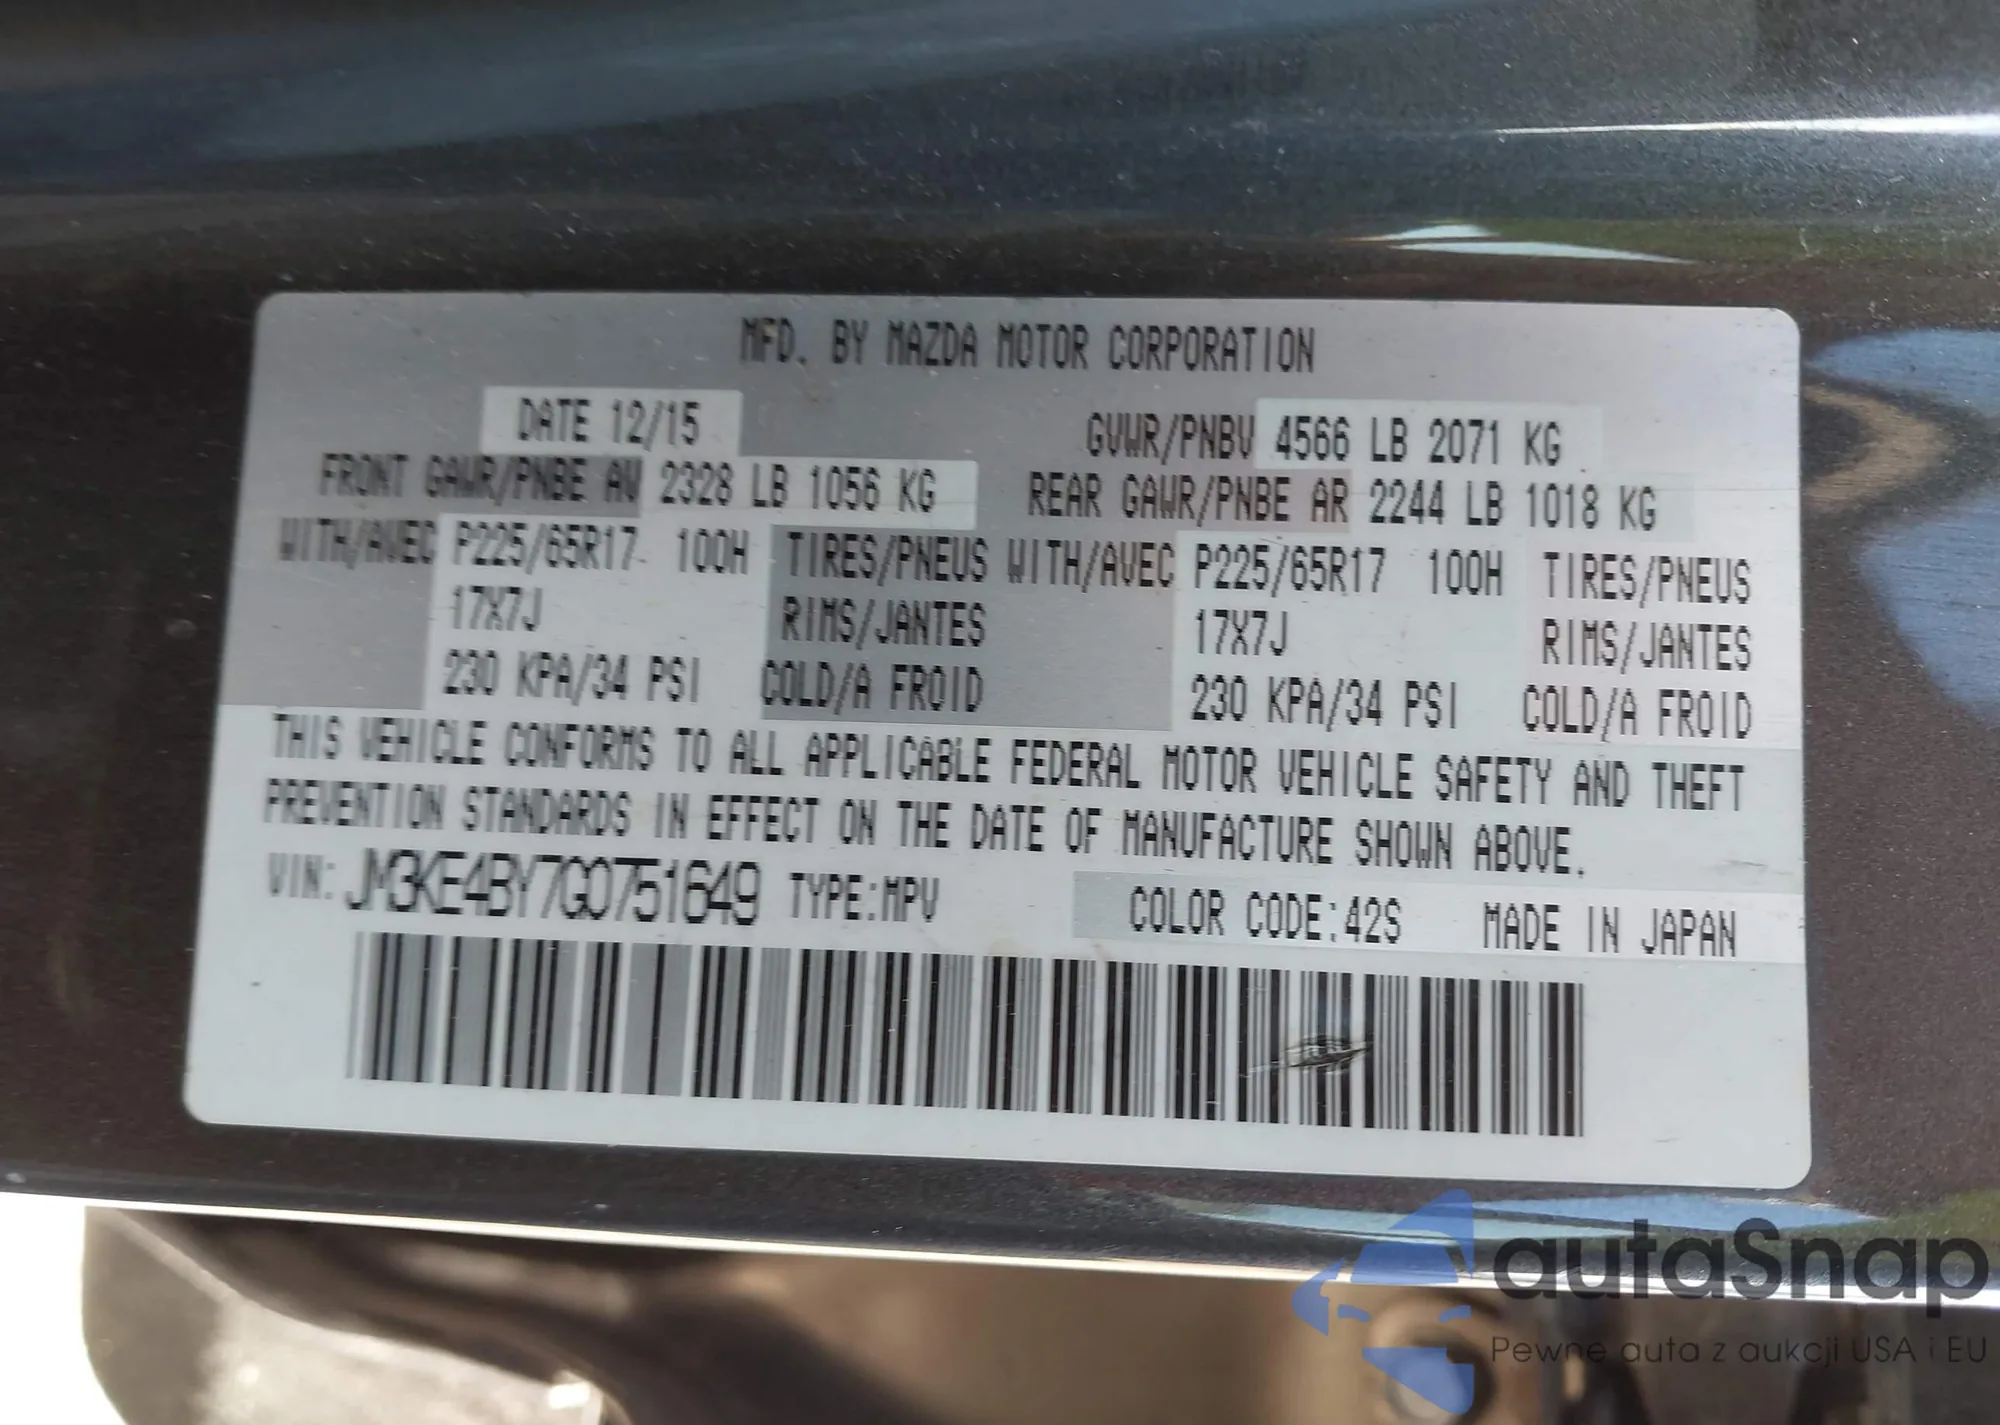 MFD. BY MAZDA MOTOR CORPORATION
DATE 12/15
GVWR/PNBV 4566 LB 2071 KG
FRONT GAWR/PNBE AV 2328 LB 1056 KG
REAR GAWR/PNBE AR 2244 LB 1018 KG
WITH/AVEC P225/65R17 100H TIRES/PNEUS WITH/AVEC P225/65R17 100H TIRES/PNEUS
17X7J RIMS/JANTES 17X7J RIMS/JANTES
230 KPA/34 PSI COLD/A FROID 230 KPA/34 PSI COLD/A FROID
THIS VEHICLE CONFORMS TO ALL APPLICABLE FEDERAL MOTOR VEHICLE SAFETY AND THEFT
PREVENTION STANDARDS IN EFFECT ON THE DATE OF MANUFACTURE SHOWN ABOVE.
VIN: JM3KE4BY7G0751649 TYPE:MPV COLOR CODE:42S MADE IN JAPAN
autaSnap
Pewne auta z aukcji USA i EU